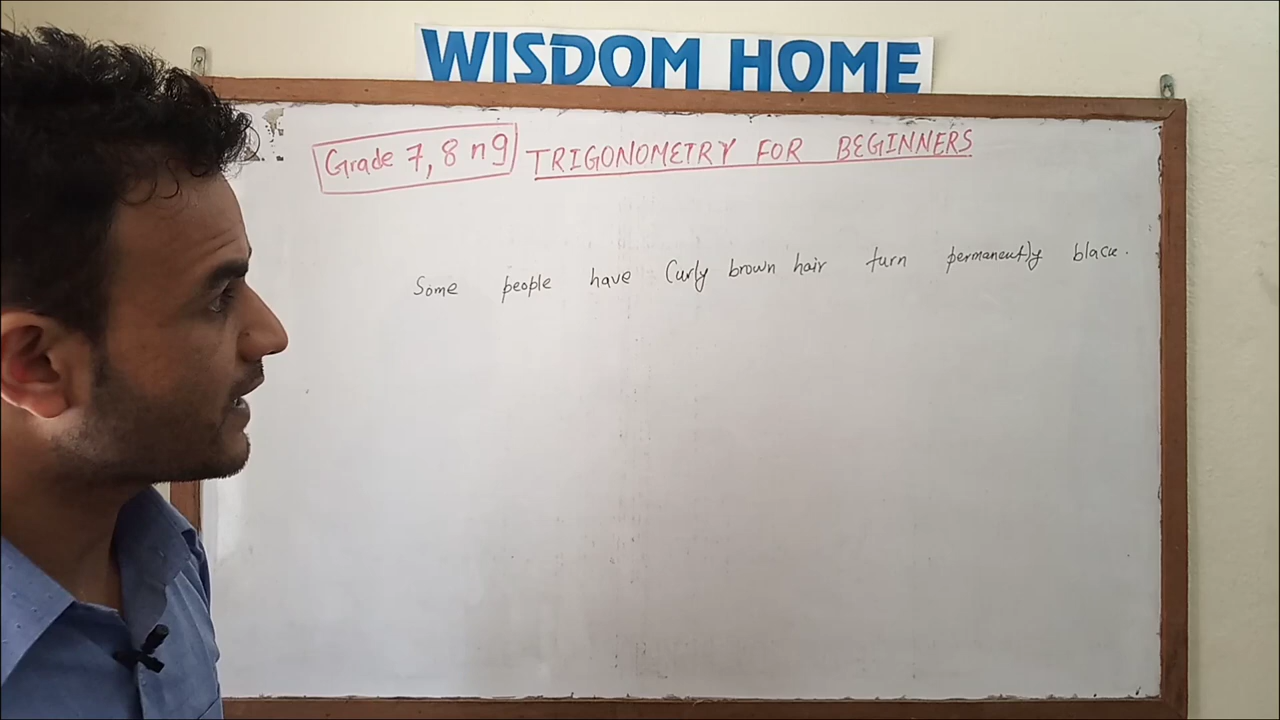 WISDOM HOME
Grade 7, 8 n 9 TRIGONOMETRY FOR BEGINNERS
Some people have Curly brown hair turn permanently black.